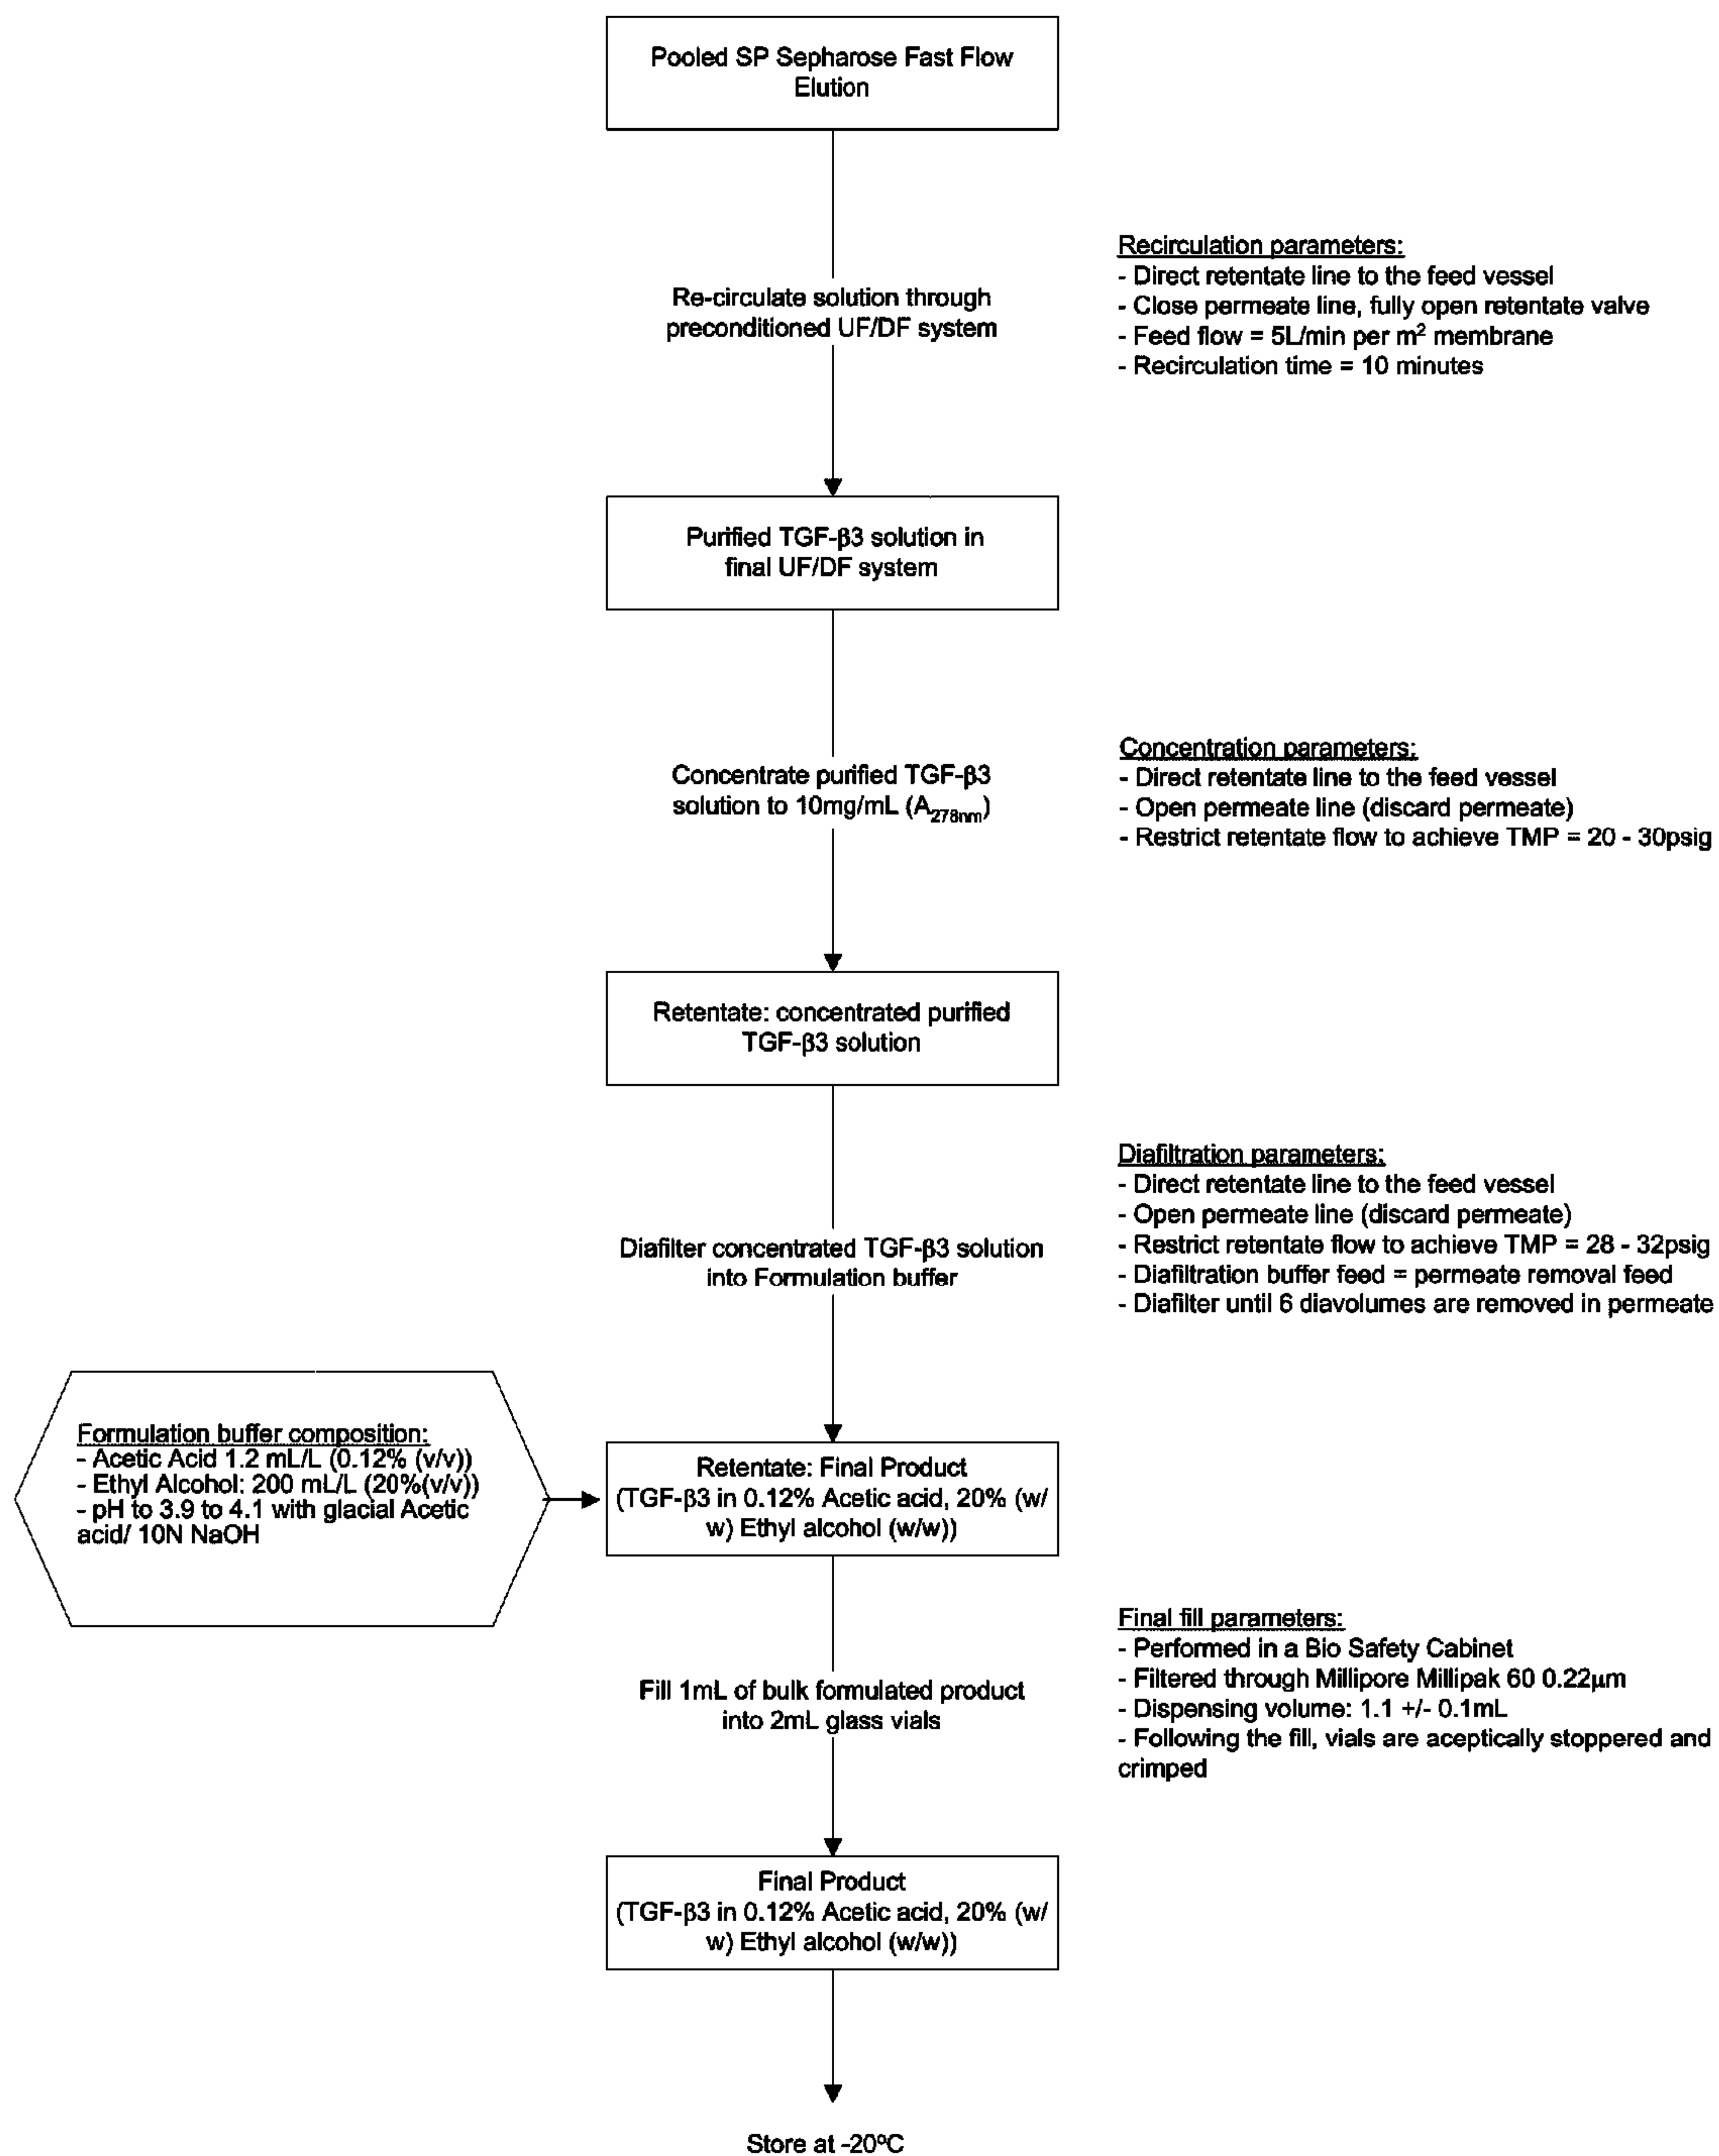 Pooled SP Sepharose Fast Flow
Elution
Re-circulate solution through
preconditioned UF/DF system
Recirculation parameters:
- Direct retentate line to the feed vessel
- Close permeate line, fully open retentate valve
- Feed flow = 5L/min per m² membrane
- Recirculation time = 10 minutes
Purified TGF-β3 solution in
final UF/DF system
Concentrate purified TGF-β3
solution to 10mg/mL (A278nm)
Concentration parameters:
- Direct retentate line to the feed vessel
- Open permeate line (discard permeate)
- Restrict retentate flow to achieve TMP = 20 - 30psig
Retentate: concentrated purified
TGF-β3 solution
Diafilter concentrated TGF-β3 solution
into Formulation buffer
Diafiltration parameters:
- Direct retentate line to the feed vessel
- Open permeate line (discard permeate)
- Restrict retentate flow to achieve TMP = 28 - 32psig
- Diafiltration buffer feed = permeate removal feed
- Diafilter until 6 diavolumes are removed in permeate
Formulation buffer composition:
- Acetic Acid 1.2 mL/L (0.12% (v/v))
- Ethyl Alcohol: 200 mL/L (20%(v/v))
- pH to 3.9 to 4.1 with glacial Acetic
acid/ 10N NaOH
Retentate: Final Product
(TGF-β3 in 0.12% Acetic acid, 20% (w/
w) Ethyl alcohol (w/w))
Fill 1mL of bulk formulated product
into 2mL glass vials
Final fill parameters:
- Performed in a Bio Safety Cabinet
- Filtered through Millipore Millipak 60 0.22µm
- Dispensing volume: 1.1 +/- 0.1mL
- Following the fill, vials are aceptically stoppered and
crimped
Final Product
(TGF-β3 in 0.12% Acetic acid, 20% (w/
w) Ethyl alcohol (w/w))
Store at -20ºC